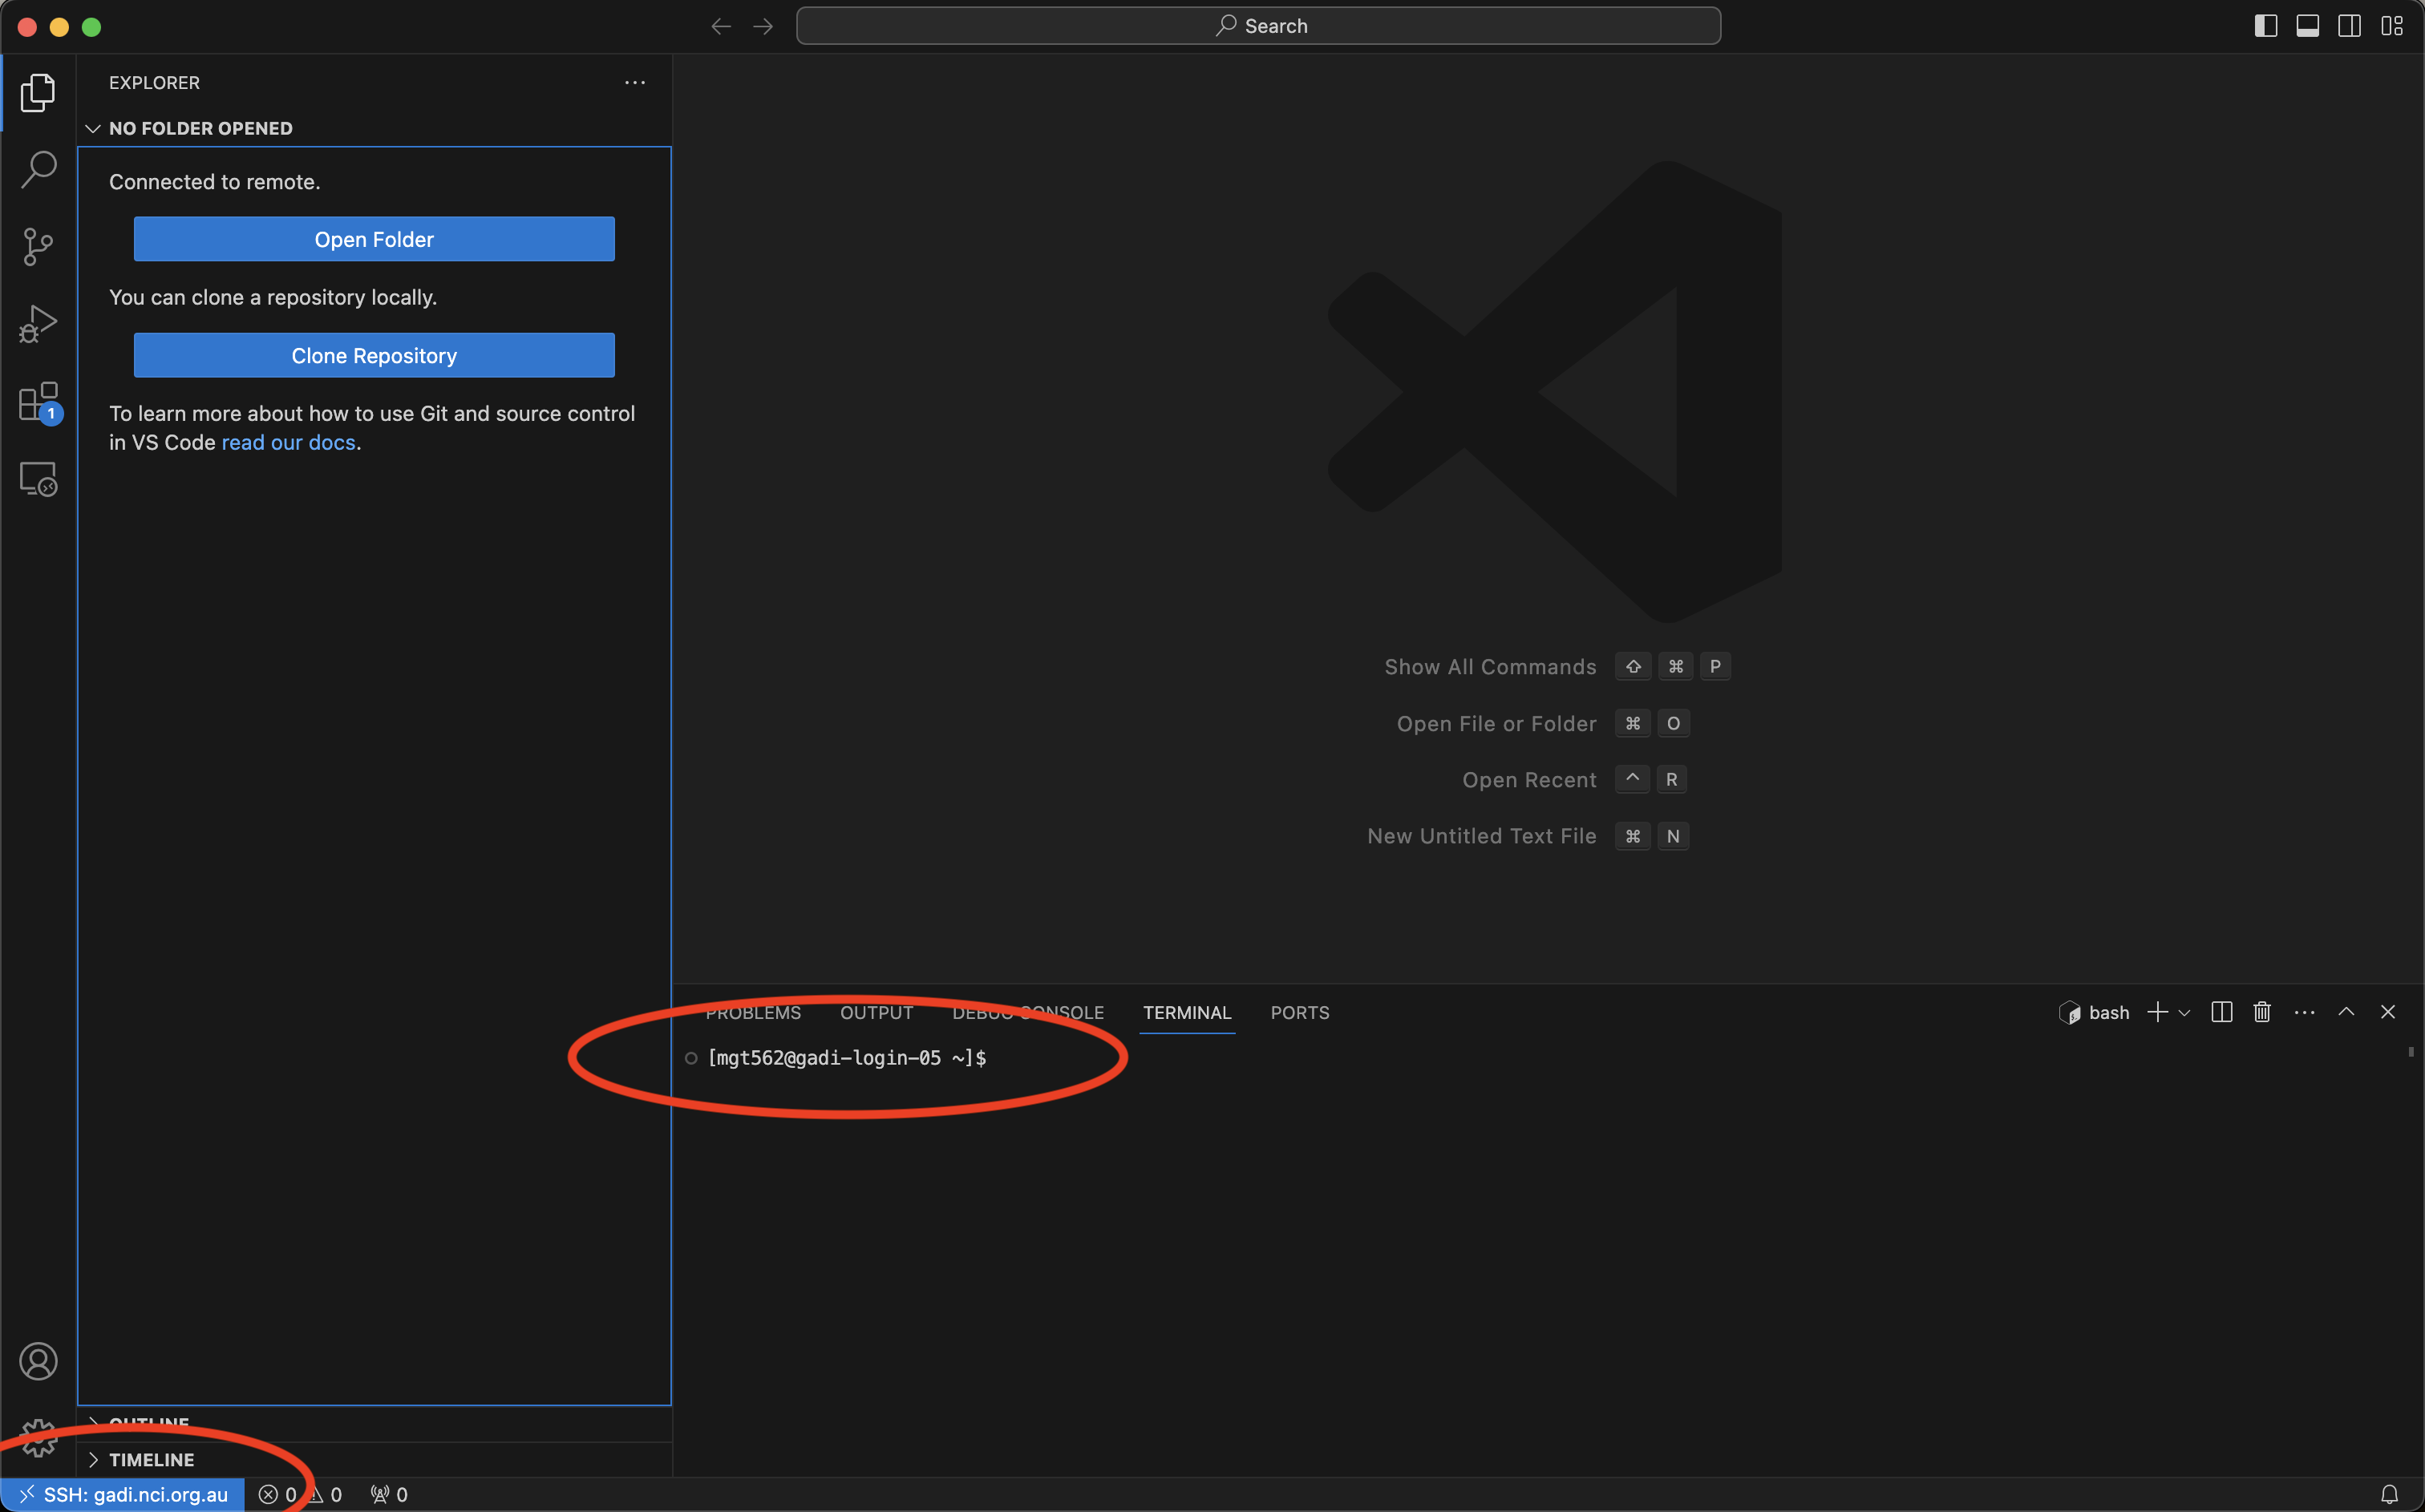 Search
EXPLORER
NO FOLDER OPENED
Connected to remote.
Open Folder
You can clone a repository locally.
Clone Repository
To learn more about how to use Git and source control
in VS Code read our docs.
1
Show All Commands ⇧ ⌘ P
Open File or Folder ⌘ O
Open Recent ^ R
New Untitled Text File ⌘ N
PROBLEMS OUTPUT DEBUG CONSOLE TERMINAL PORTS
bash
[mgt562@gadi-login-05 ~]$
OUTLINE
TIMELINE
SSH: gadi.nci.org.au 0 0 0